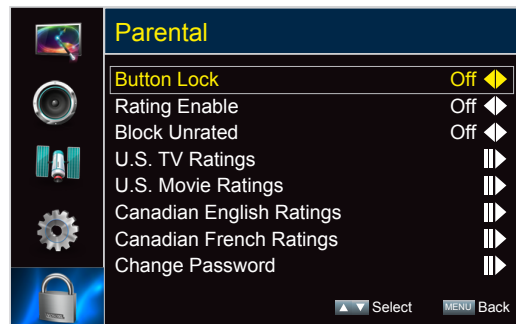 Parental
Button Lock Off
Rating Enable Off
Block Unrated Off
U.S. TV Ratings
U.S. Movie Ratings
Canadian English Ratings
Canadian French Ratings
Change Password
Select MENU Back